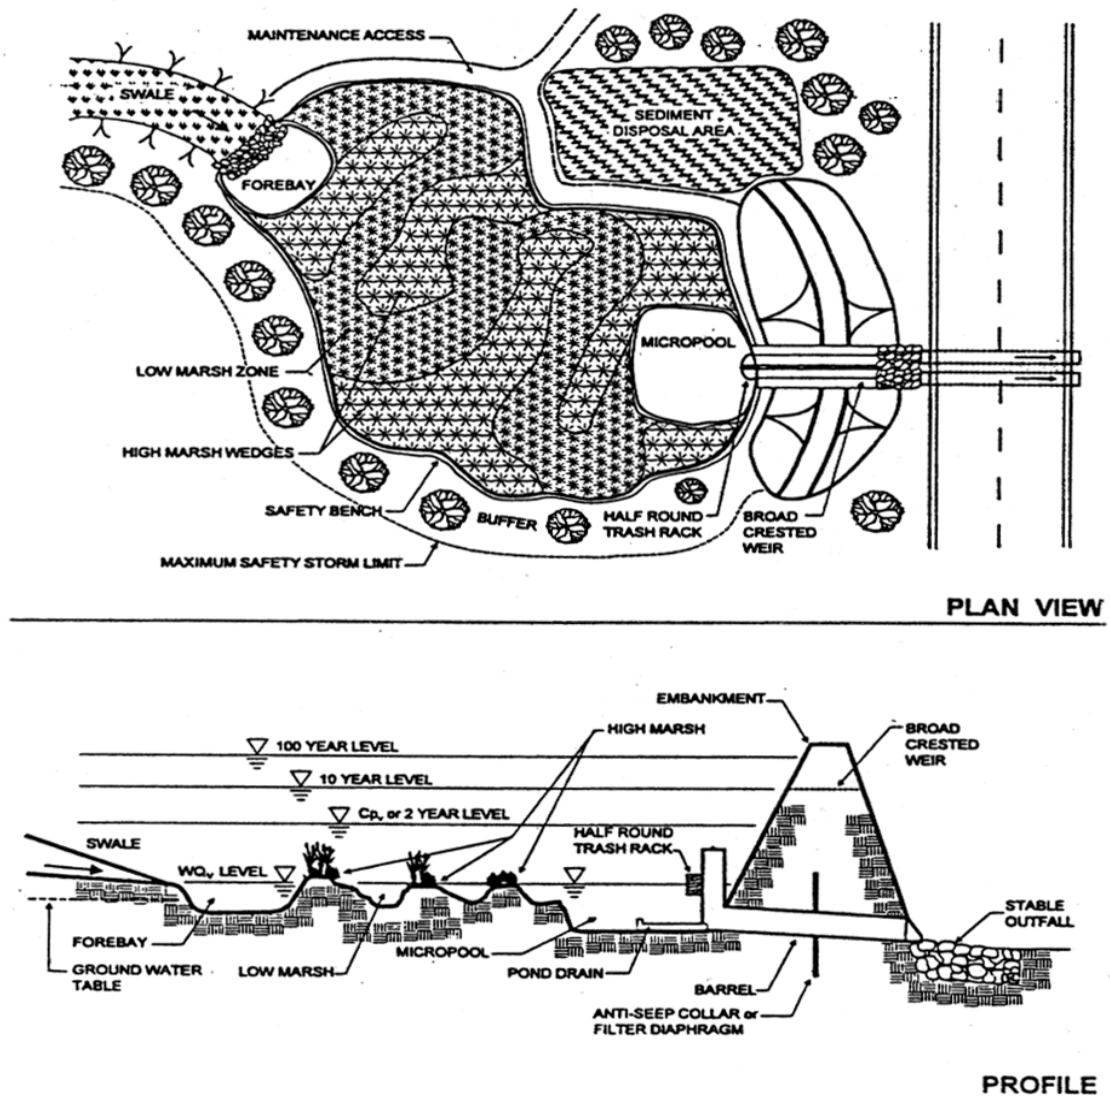 MAINTENANCE ACCESS
SWALE
SEDIMENT
DISPOSAL AREA
FOREBAY
MICROPOOL
LOW MARSH ZONE
HIGH MARSH WEDGES
SAFETY BENCH
BUFFER
HALF ROUND
TRASH RACK
BROAD
CRESTED
WEIR
MAXIMUM SAFETY STORM LIMIT
PLAN VIEW
EMBANKMENT
HIGH MARSH
BROAD
CRESTED
WEIR
100 YEAR LEVEL
10 YEAR LEVEL
Cpᵥ or 2 YEAR LEVEL
HALF ROUND
TRASH RACK
SWALE
WQᵥ LEVEL
STABLE
OUTFALL
FOREBAY
MICROPOOL
GROUND WATER
TABLE
LOW MARSH
POND DRAIN
BARREL
ANTI-SEEP COLLAR or
FILTER DIAPHRAGM
PROFILE